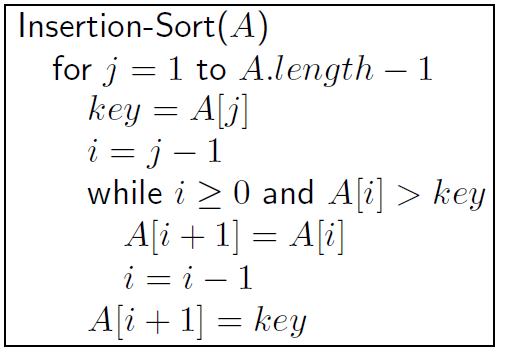 Insertion-Sort(A)
for j = 1 to A.length − 1
key = A[j]
i = j − 1
while i ≥ 0 and A[i] > key
A[i + 1] = A[i]
i = i − 1
A[i + 1] = key